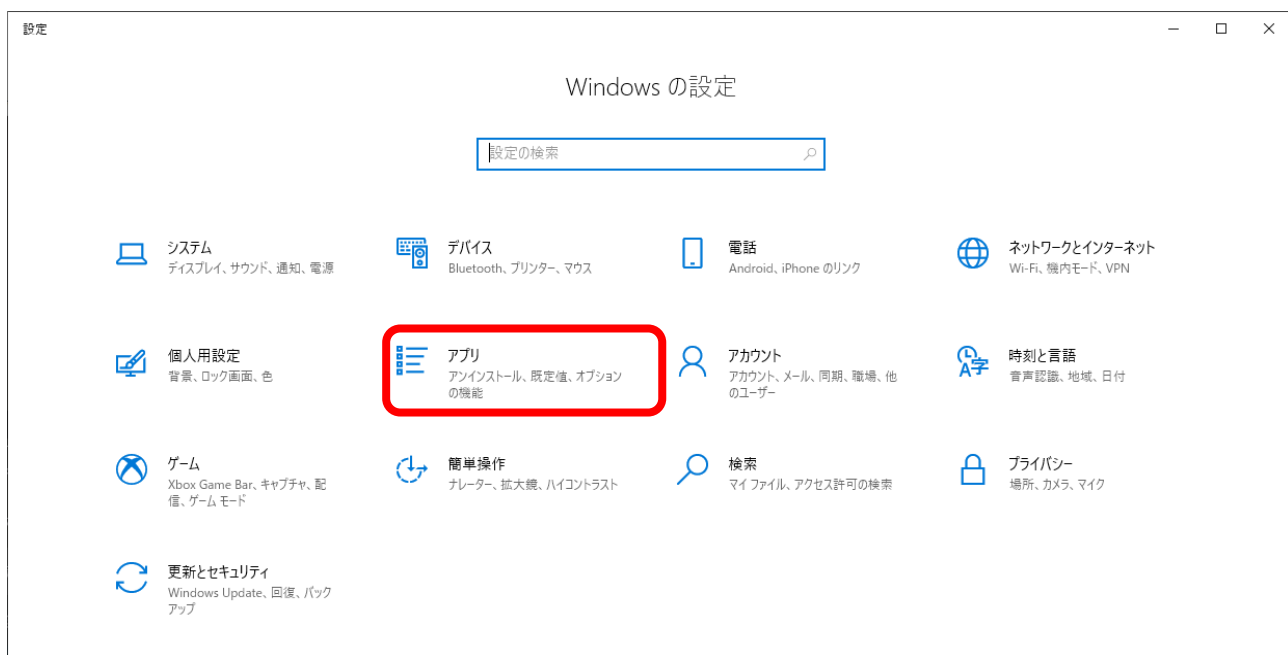 設定
Windows の設定
設定の検索
システム
ディスプレイ、サウンド、通知、電源
デバイス
Bluetooth、プリンター、マウス
電話
Android、iPhone のリンク
ネットワークとインターネット
Wi-Fi、機内モード、VPN
個人用設定
背景、ロック画面、色
アプリ
アンインストール、既定値、オプション
の機能
アカウント
アカウント、メール、同期、職場、他
のユーザー
時刻と言語
音声認識、地域、日付
ゲーム
Xbox Game Bar、キャプチャ、配
信、ゲーム モード
簡単操作
ナレーター、拡大鏡、ハイコントラスト
検索
マイ ファイル、アクセス許可の検索
プライバシー
場所、カメラ、マイク
更新とセキュリティ
Windows Update、回復、バック
アップ